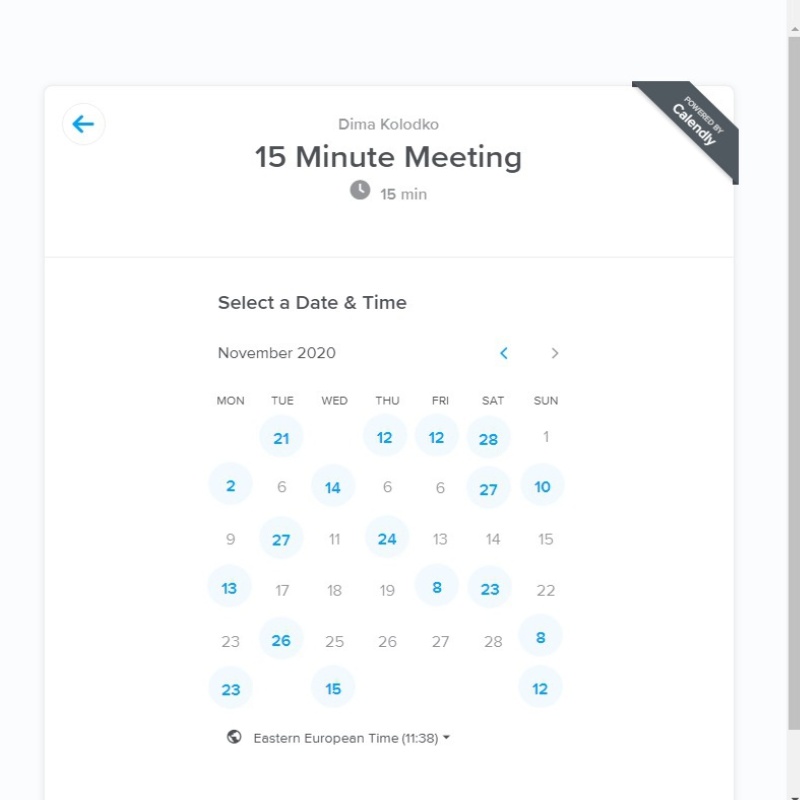 POWERED BY
Calendly
Dima Kolodko
15 Minute Meeting
15 min
Select a Date & Time
November 2020
MON TUE WED THU FRI SAT SUN
21 12 12 28 1
2 6 14 6 6 27 10
9 27 11 24 13 14 15
13 17 18 19 8 23 22
23 26 25 26 27 28 8
23 15 12
Eastern European Time (11:38)